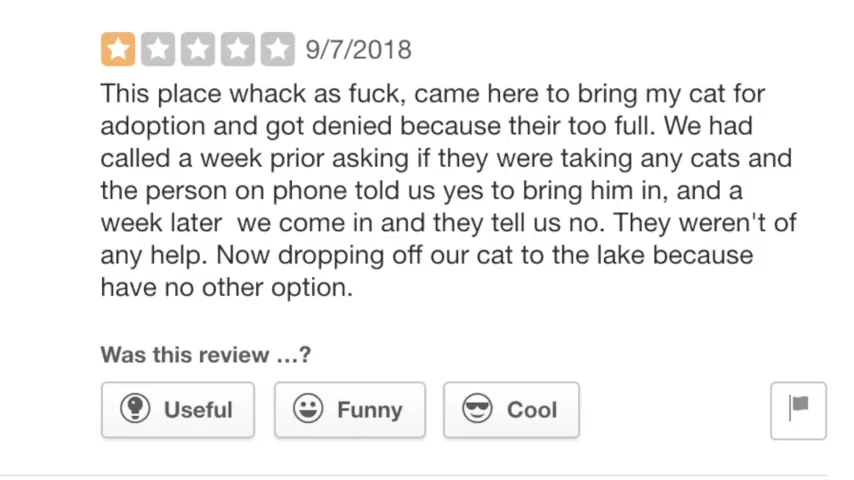 9/7/2018
This place whack as fuck, came here to bring my cat for
adoption and got denied because their too full. We had
called a week prior asking if they were taking any cats and
the person on phone told us yes to bring him in, and a
week later  we come in and they tell us no. They weren't of
any help. Now dropping off our cat to the lake because
have no other option.
Was this review …?
Useful
Funny
Cool